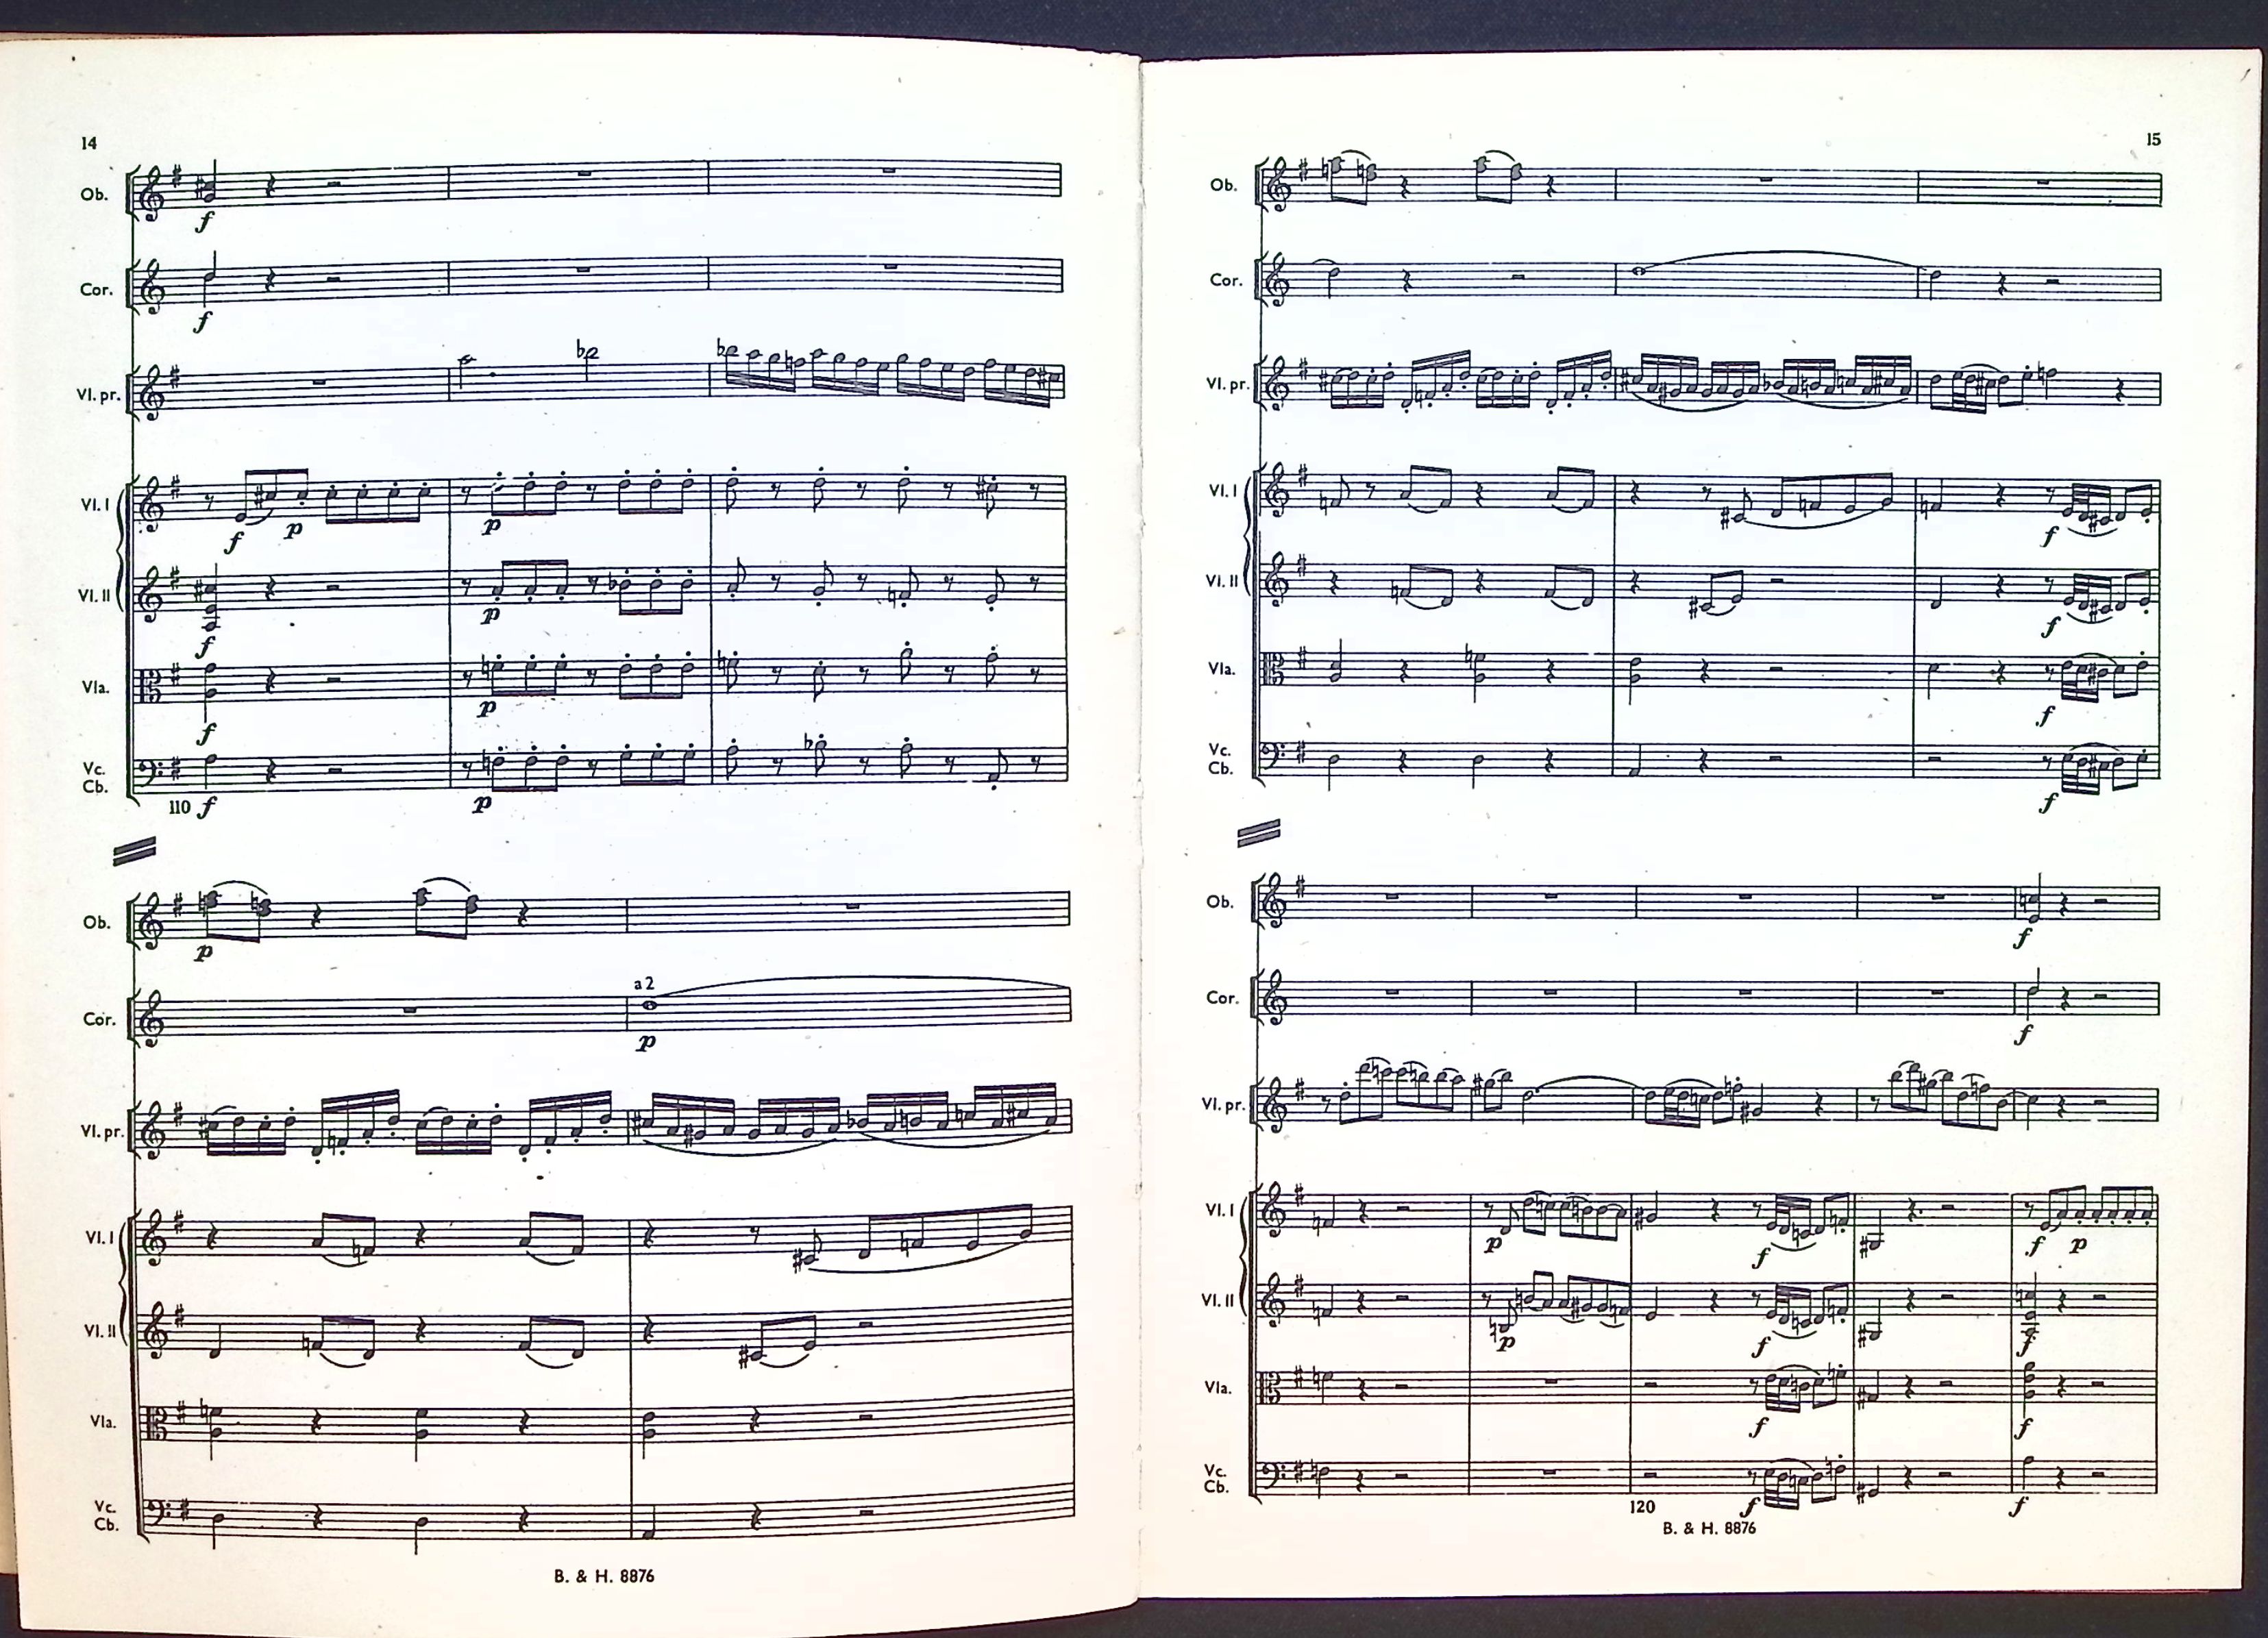 14
Ob.
f
Cor.
f
Vl. pr.
Vl. I
f p p
Vl. II
f p
Vla.
f p
Vc.
Cb.
110 f p
Ob.
p
a 2
Cor.
p
Vl. pr.
Vl. I
Vl. II
Vla.
Vc.
Cb.
B. & H. 8876
15
Ob.
Cor.
Vl. pr.
Vl. I
f
Vl. II
f
Vla.
f
Vc.
Cb.
f
Ob.
f
Cor.
f
Vl. pr.
Vl. I
p f f p
Vl. II
p f f
Vla.
f f
Vc.
Cb.
120 f f
B. & H. 8876